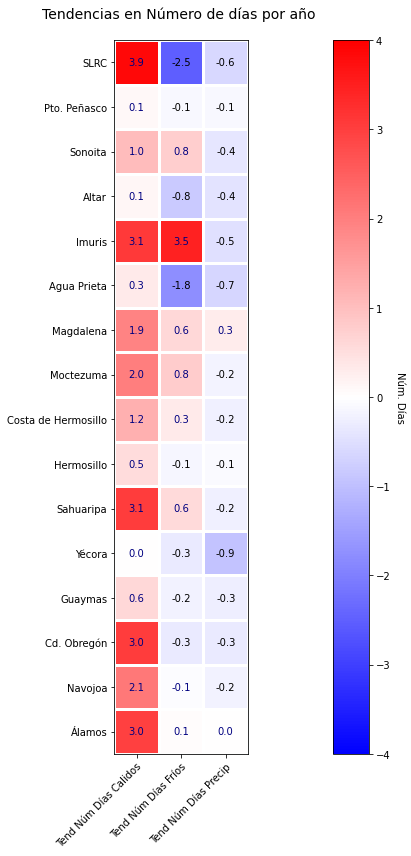 Tendencias en Número de días por año
SLRC 3.9 -2.5 -0.6
Pto. Peñasco 0.1 -0.1 -0.1
Sonoita 1.0 0.8 -0.4
Altar 0.1 -0.8 -0.4
Imuris 3.1 3.5 -0.5
Agua Prieta 0.3 -1.8 -0.7
Magdalena 1.9 0.6 0.3
Moctezuma 2.0 0.8 -0.2
Costa de Hermosillo 1.2 0.3 -0.2
Hermosillo 0.5 -0.1 -0.1
Sahuaripa 3.1 0.6 -0.2
Yécora 0.0 -0.3 -0.9
Guaymas 0.6 -0.2 -0.3
Cd. Obregón 3.0 -0.3 -0.3
Navojoa 2.1 -0.1 -0.2
Álamos 3.0 0.1 0.0
Tend Núm Días Calidos
Tend Núm Días Fríos
Tend Núm Días Precip
4
3
2
1
0
−1
−2
−3
−4
Núm. Días